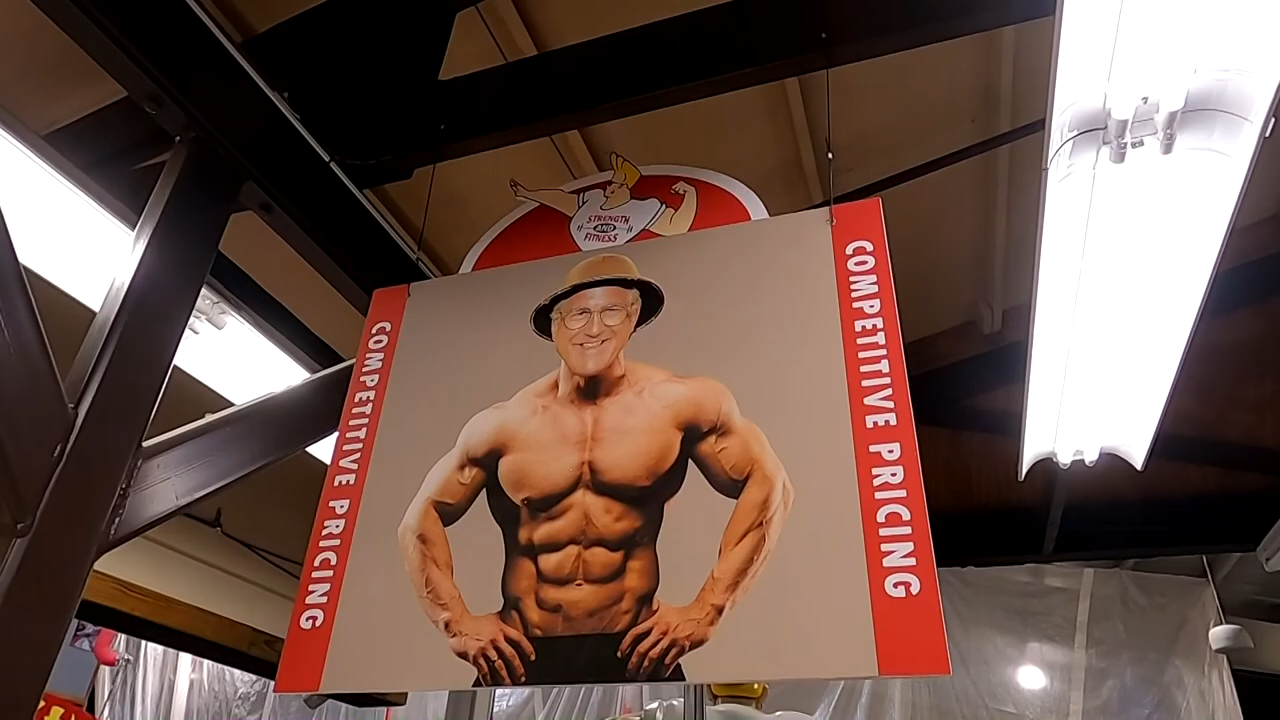 STRENGTH
AND
FITNESS
COMPETITIVE PRICING
COMPETITIVE PRICING